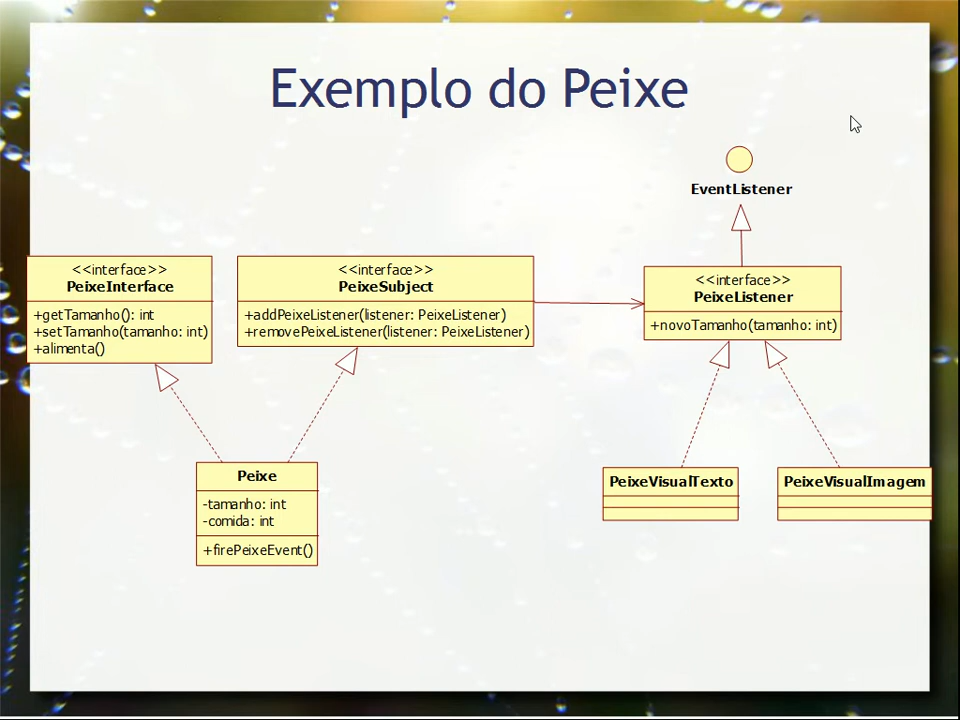 Exemplo do Peixe
EventListener
<<interface>>
PeixeInterface
+getTamanho(): int
+setTamanho(tamanho: int)
+alimenta()
<<interface>>
PeixeSubject
+addPeixeListener(listener: PeixeListener)
+removePeixeListener(listener: PeixeListener)
<<interface>>
PeixeListener
+novoTamanho(tamanho: int)
Peixe
-tamanho: int
-comida: int
+firePeixeEvent()
PeixeVisualTexto
PeixeVisualImagem